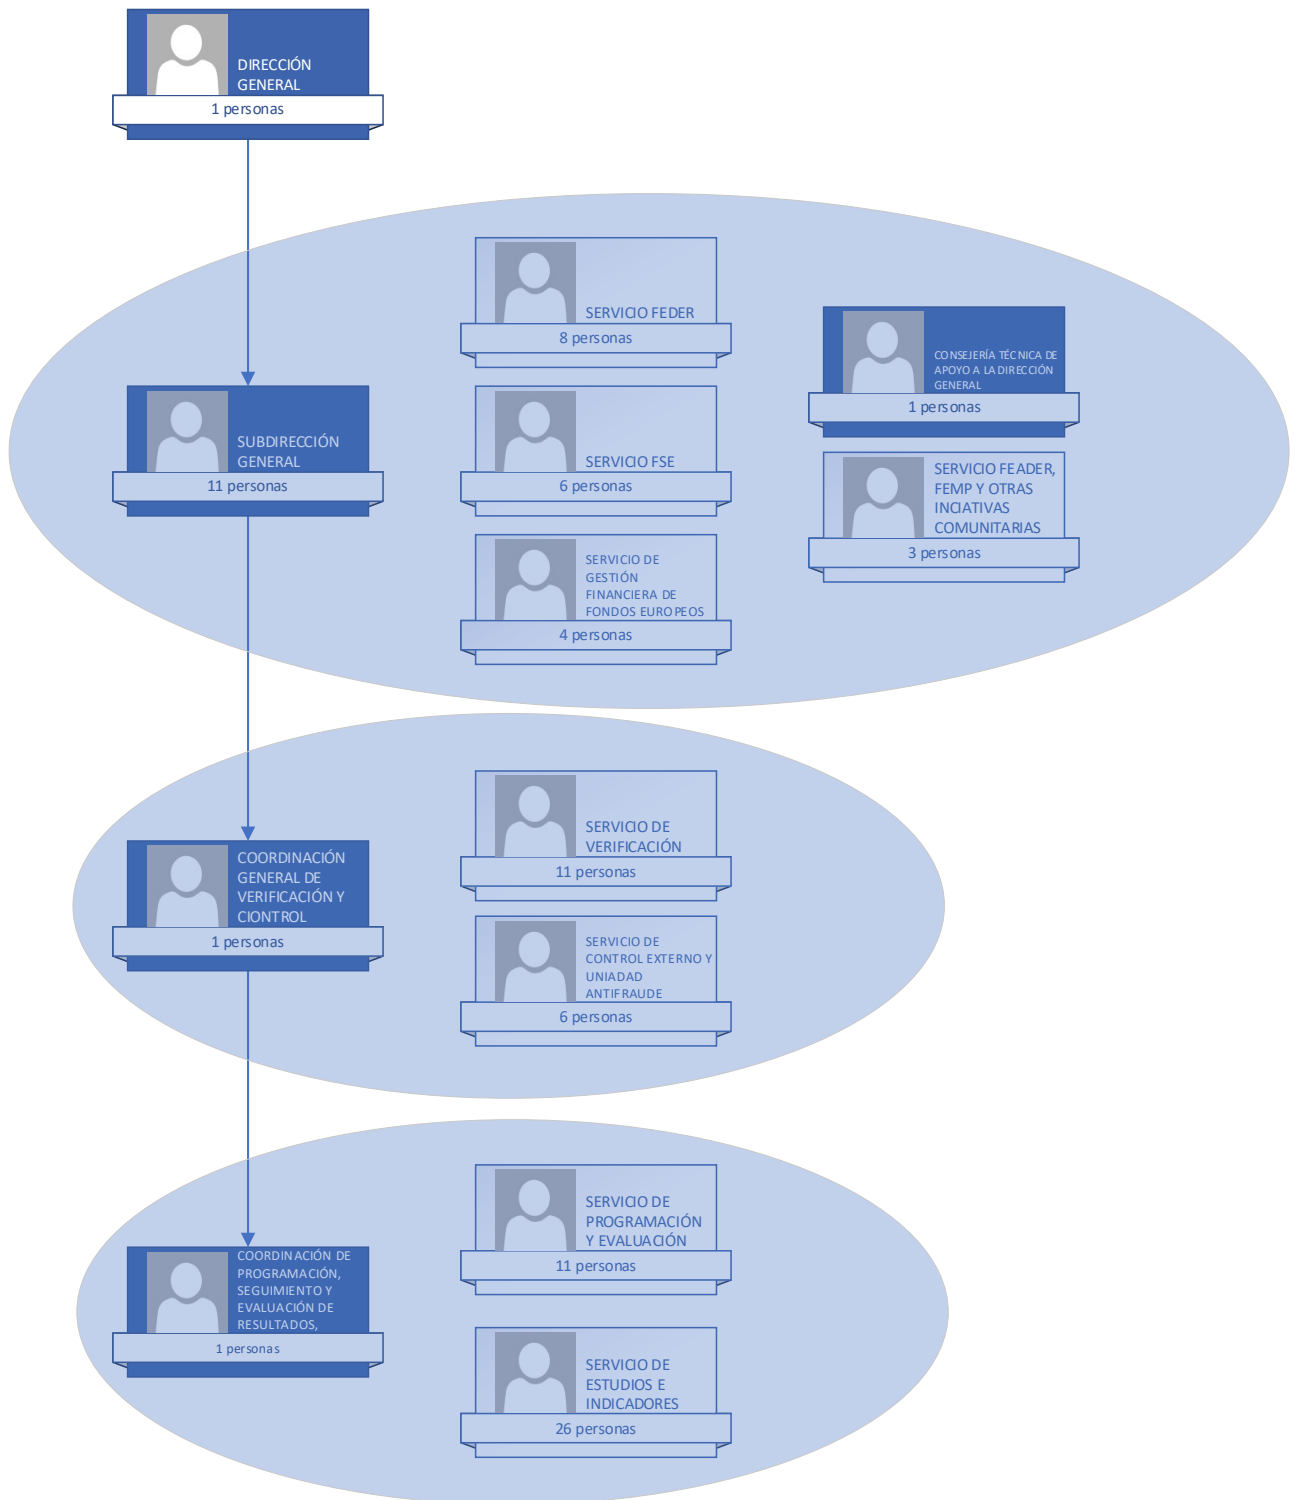 DIRECCIÓN
GENERAL
1 personas
SERVICIO FEDER
8 personas
CONSEJERÍA TÉCNICA DE
APOYO A LA DIRECCIÓN
GENERAL
1 personas
SUBDIRECCIÓN
GENERAL
11 personas
SERVICIO FSE
6 personas
SERVICIO FEADER,
FEMP Y OTRAS
INCIATIVAS
COMUNITARIAS
3 personas
SERVICIO DE
GESTIÓN
FINANCIERA DE
FONDOS EUROPEOS
4 personas
SERVICIO DE
VERIFICACIÓN
11 personas
COORDINACIÓN
GENERAL DE
VERIFICACIÓN Y
CIONTROL
1 personas
SERVICIO DE
CONTROL EXTERNO Y
UNIADAD
ANTIFRAUDE
6 personas
SERVICIO DE
PROGRAMACIÓN
Y EVALUACIÓN
11 personas
COORDINACIÓN DE
PROGRAMACIÓN,
SEGUIMIENTO Y
EVALUACIÓN DE
RESULTADOS,
1 personas
SERVICIO DE
ESTUDIOS E
INDICADORES
26 personas